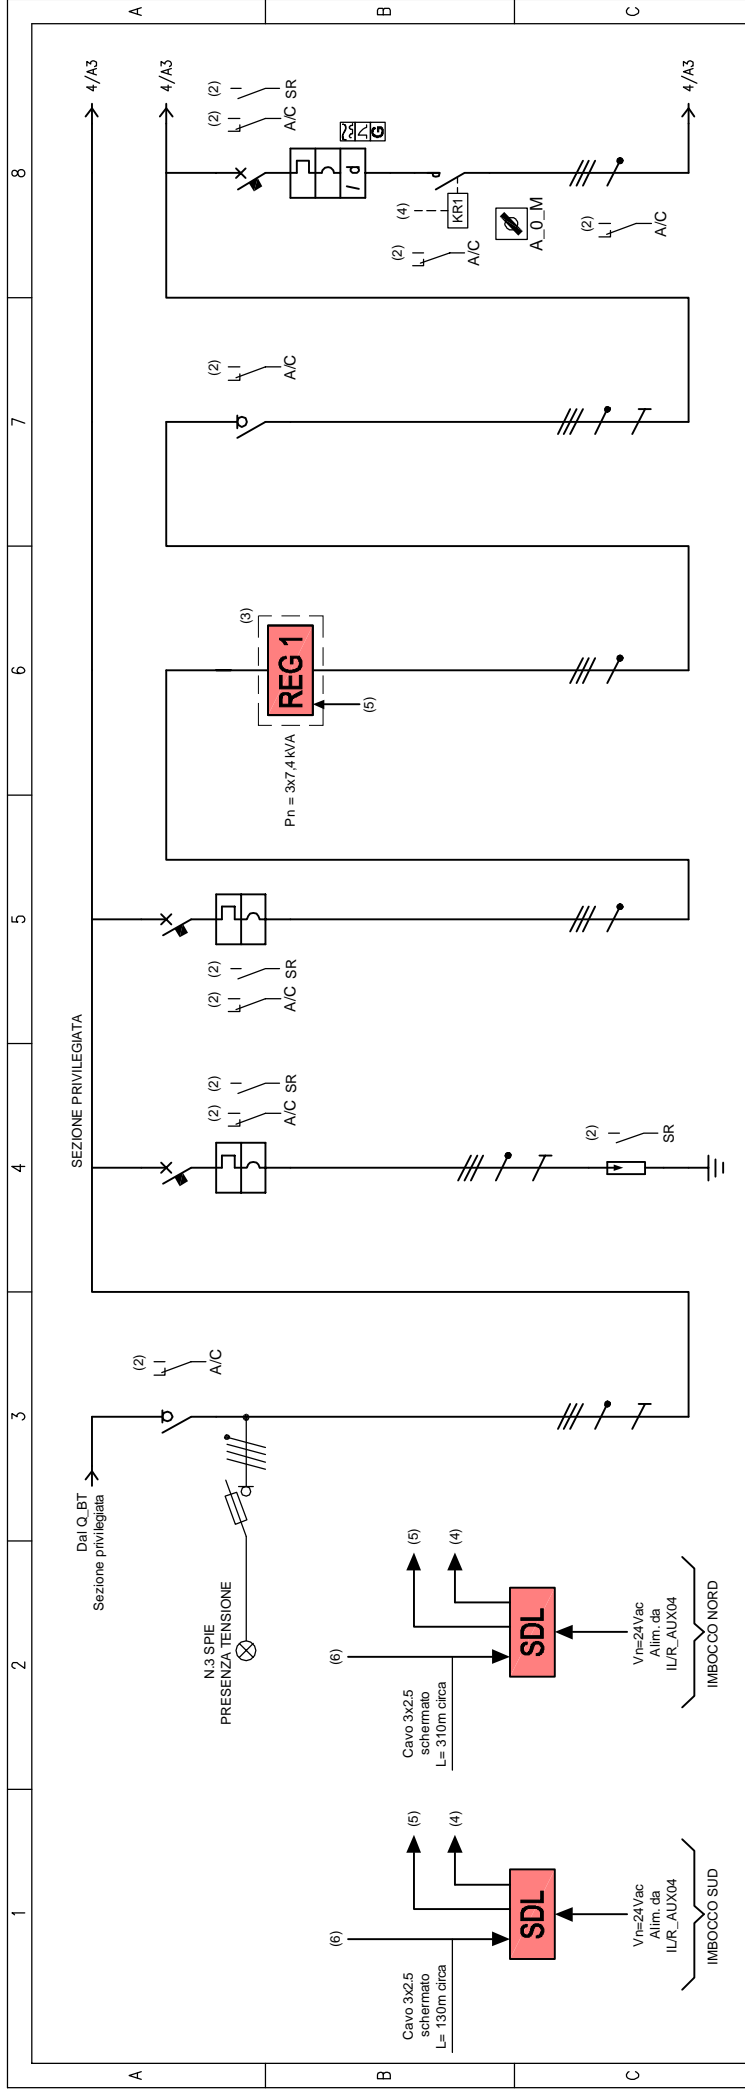 1
2
3
4
5
6
7
8
A
B
C
A
B
C
Dal Q_BT
Sezione privilegiata
SEZIONE PRIVILEGIATA
4/A3
4/A3
4/A3
N.3 SPIE
PRESENZA TENSIONE
(2)
A/C
(2)
(2)
A/C
SR
(2)
SR
(2)
(2)
A/C
SR
(3)
REG 1
(5)
Pn = 3x7,4 kVA
(2)
A/C
(2)
(2)
A/C
SR
/ d
G
(4)
KR1
(2)
A/C
A_0_M
(2)
A/C
(6)
Cavo 3x2.5
schermato
L= 130m circa
(5)
(4)
SDL
Vn=24Vac
Alim. da
IL/R_AUX04
IMBOCCO SUD
(6)
Cavo 3x2.5
schermato
L= 310m circa
(5)
(4)
SDL
Vn=24Vac
Alim. da
IL/R_AUX04
IMBOCCO NORD